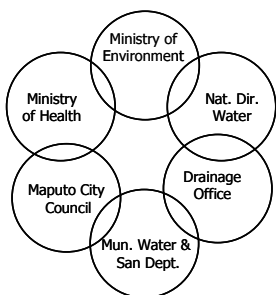 Ministry of
Environment
Ministry
of Health
Nat. Dir.
Water
Maputo City
Council
Drainage
Office
Mun. Water &
San Dept.